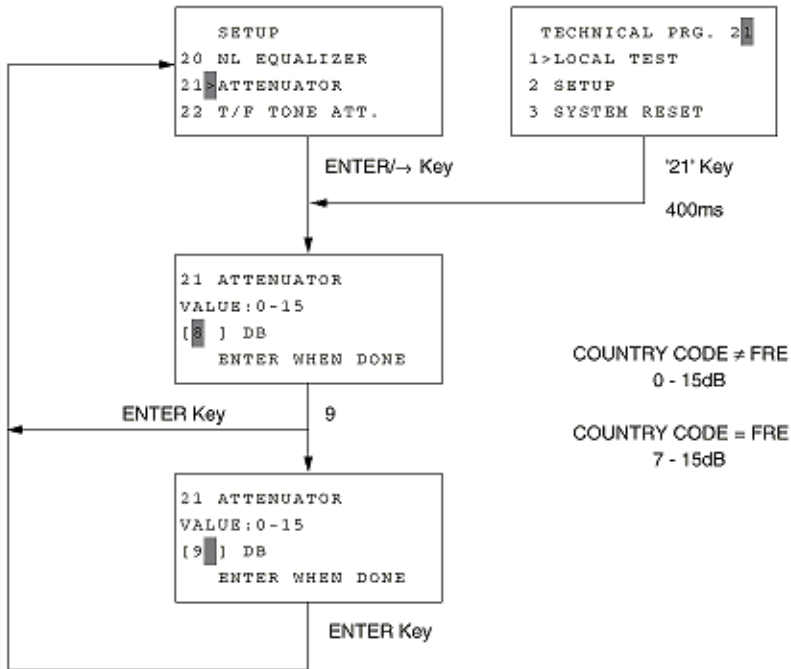 SETUP
20 NL EQUALIZER
21>ATTENUATOR
22 T/F TONE ATT.
TECHNICAL PRG. 21
1>LOCAL TEST
2 SETUP
3 SYSTEM RESET
ENTER/→ Key
'21' Key
400ms
21 ATTENUATOR
VALUE:0-15
[8 ] DB
ENTER WHEN DONE
COUNTRY CODE ≠ FRE
0 - 15dB
ENTER Key
9
COUNTRY CODE = FRE
7 - 15dB
21 ATTENUATOR
VALUE:0-15
[9 ] DB
ENTER WHEN DONE
ENTER Key